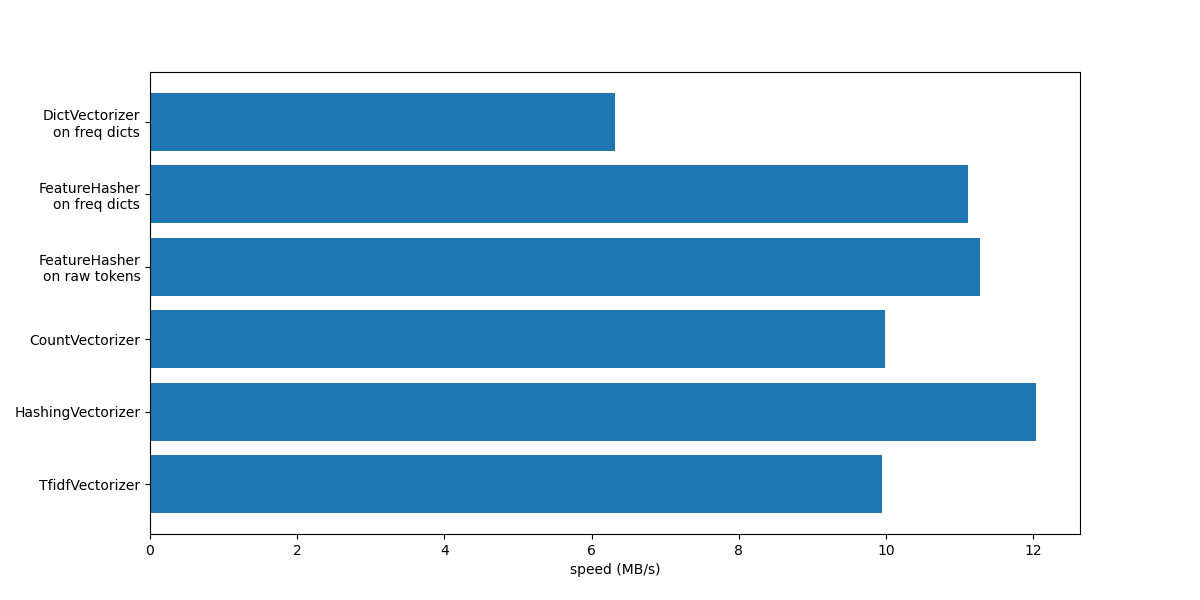 DictVectorizer
on freq dicts
FeatureHasher
on freq dicts
FeatureHasher
on raw tokens
CountVectorizer
HashingVectorizer
TfidfVectorizer
0 2 4 6 8 10 12
speed (MB/s)